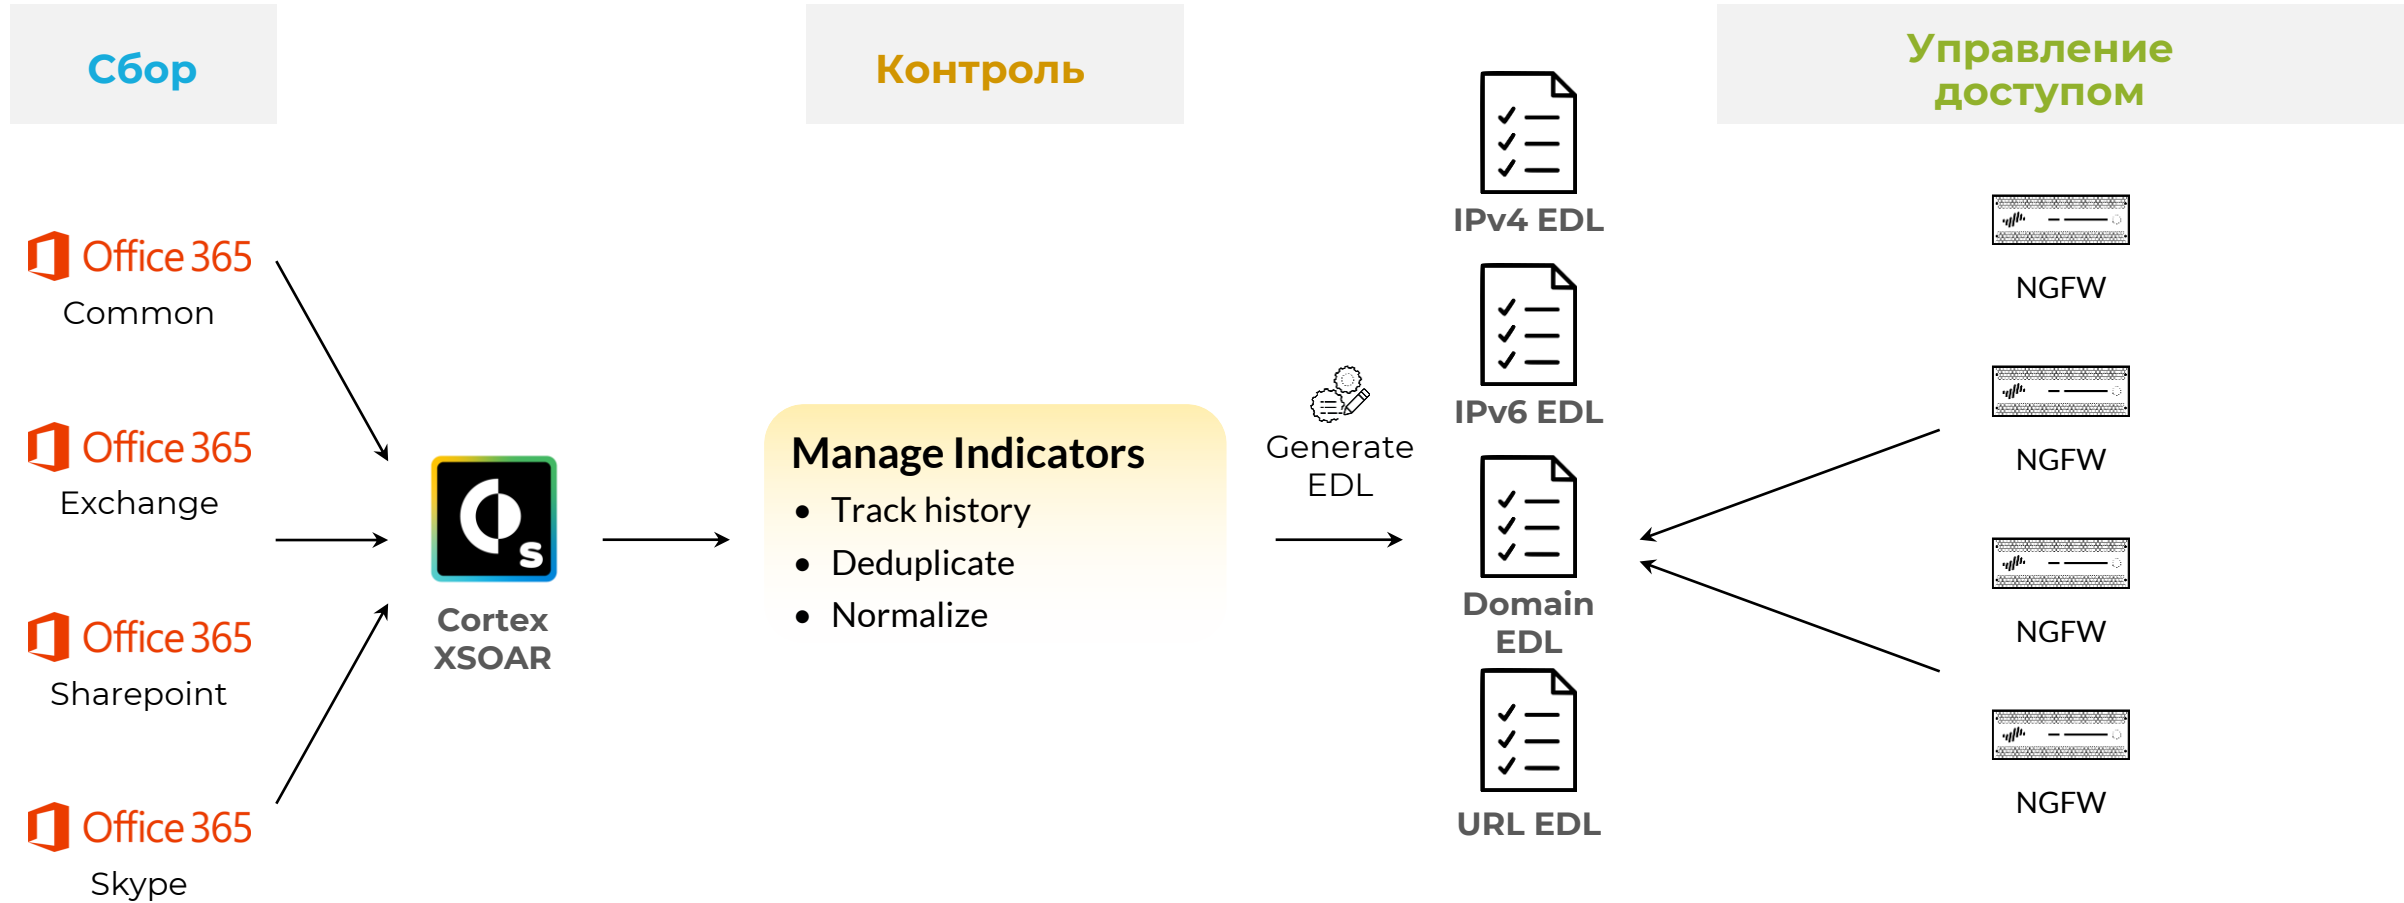 Сбор
Контроль
Управление
доступом
Office 365
Common
Office 365
Exchange
Office 365
Sharepoint
Office 365
Skype
S
Cortex
XSOAR
Manage Indicators
• Track history
• Deduplicate
• Normalize
Generate
EDL
IPv4 EDL
IPv6 EDL
Domain
EDL
URL EDL
NGFW
NGFW
NGFW
NGFW